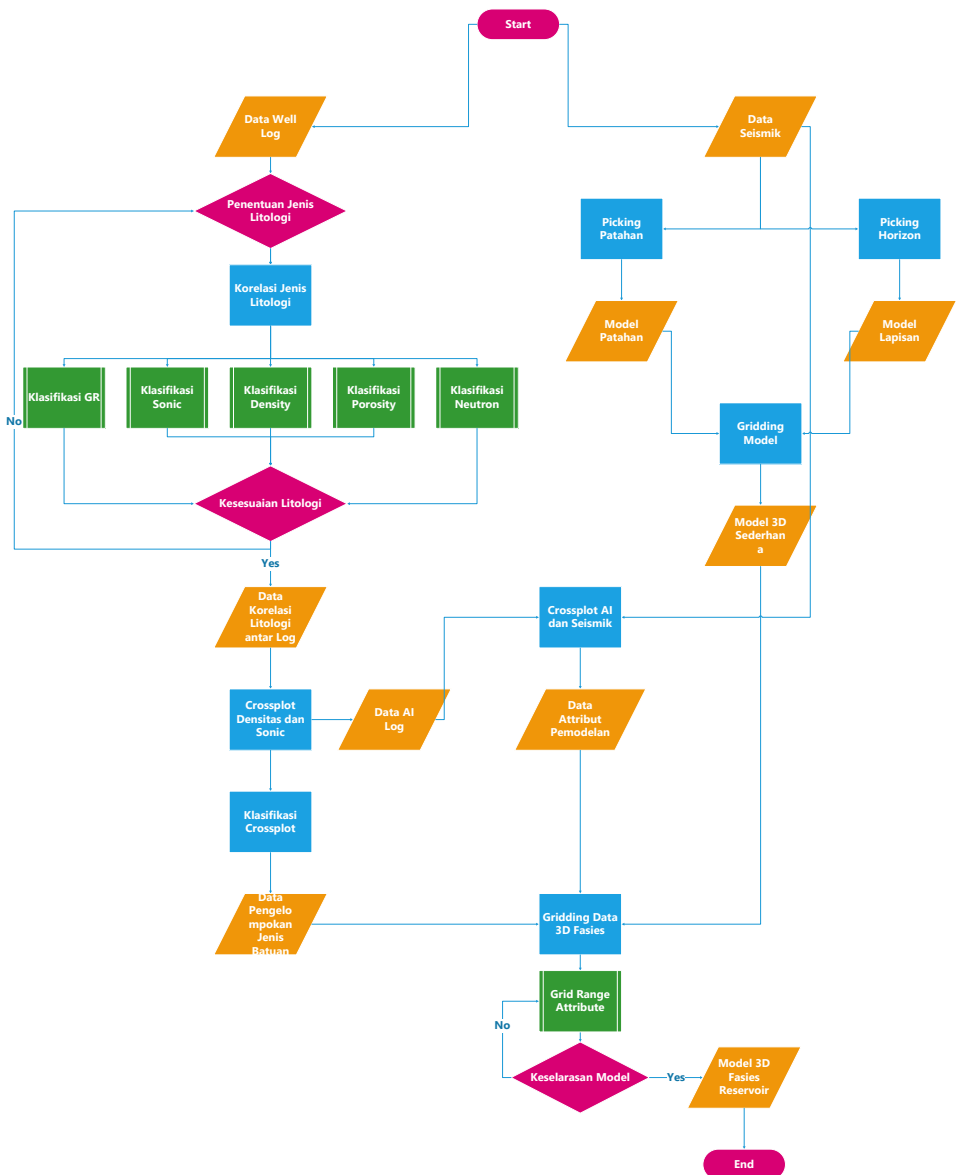 Start
Data Well
Log
Data
Seismik
Penentuan Jenis
Litologi
Picking
Patahan
Picking
Horizon
Korelasi Jenis
Litologi
Model
Patahan
Model
Lapisan
Klasifikasi GR
Klasifikasi
Sonic
Klasifikasi
Density
Klasifikasi
Porosity
Klasifikasi
Neutron
No
Gridding
Model
Kesesuaian Litologi
Model 3D
Sederhan
a
Yes
Data
Korelasi
Litologi
antar Log
Crossplot AI
dan Seismik
Crossplot
Densitas dan
Sonic
Data AI
Log
Data
Attribut
Pemodelan
Klasifikasi
Crossplot
Data
Pengelo
mpokan
Jenis
Batuan
Gridding Data
3D Fasies
Grid Range
Attribute
No
Keselarasan Model
Yes
Model 3D
Fasies
Reservoir
End